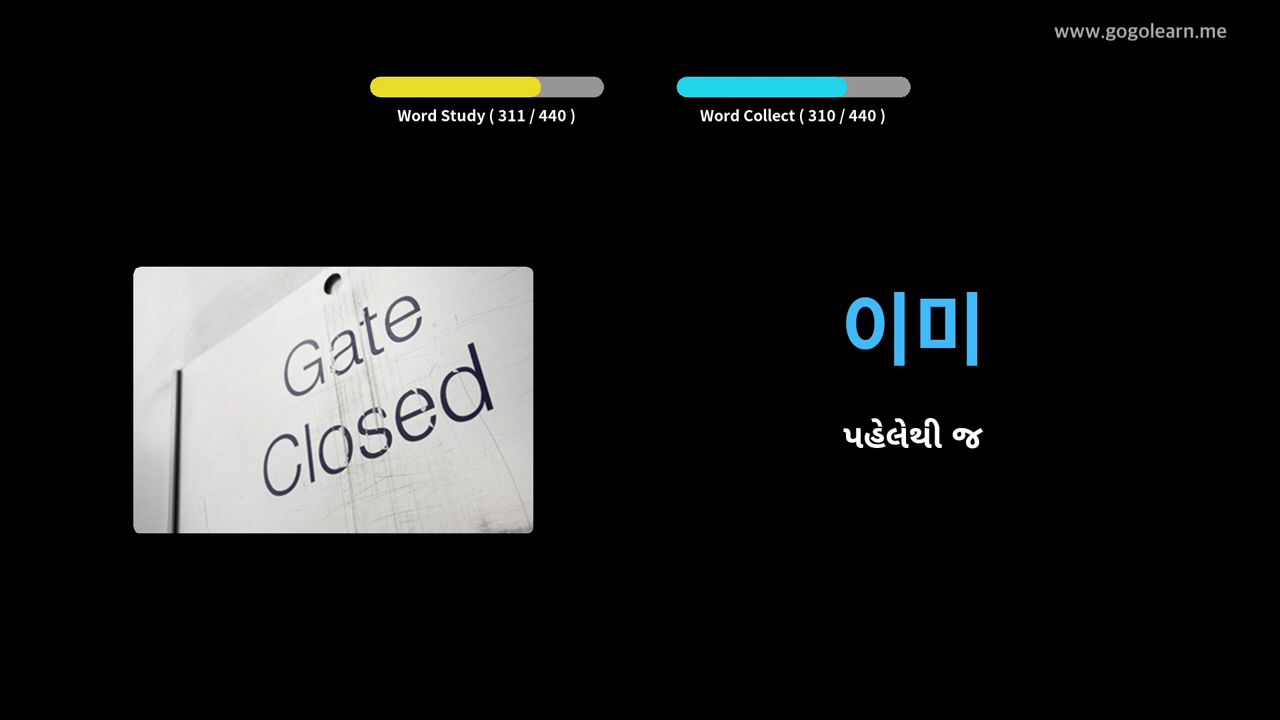 www.gogolearn.me
Word Study ( 311 / 440 )
Word Collect ( 310 / 440 )
Gate
Closed
이미
પહેલેથી જ